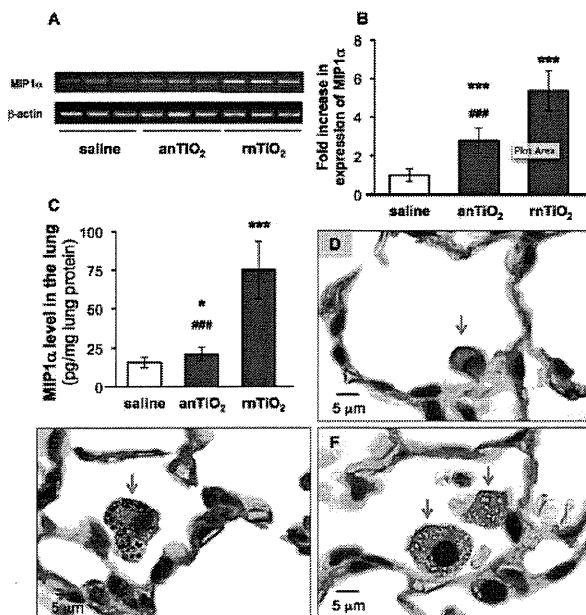 A
MIP1α
β-actin
saline anTiO2 rnTiO2
B
Fold increase in
expression of MIP1α
8
6
4
2
0
***
###
***
Plot Area
saline anTiO2 rnTiO2
C
MIP1α level in the lung
(pg/mg lung protein)
100
75
50
25
0
*
###
***
saline anTiO2 rnTiO2
D
5 µm
5 µm
F
5 µm